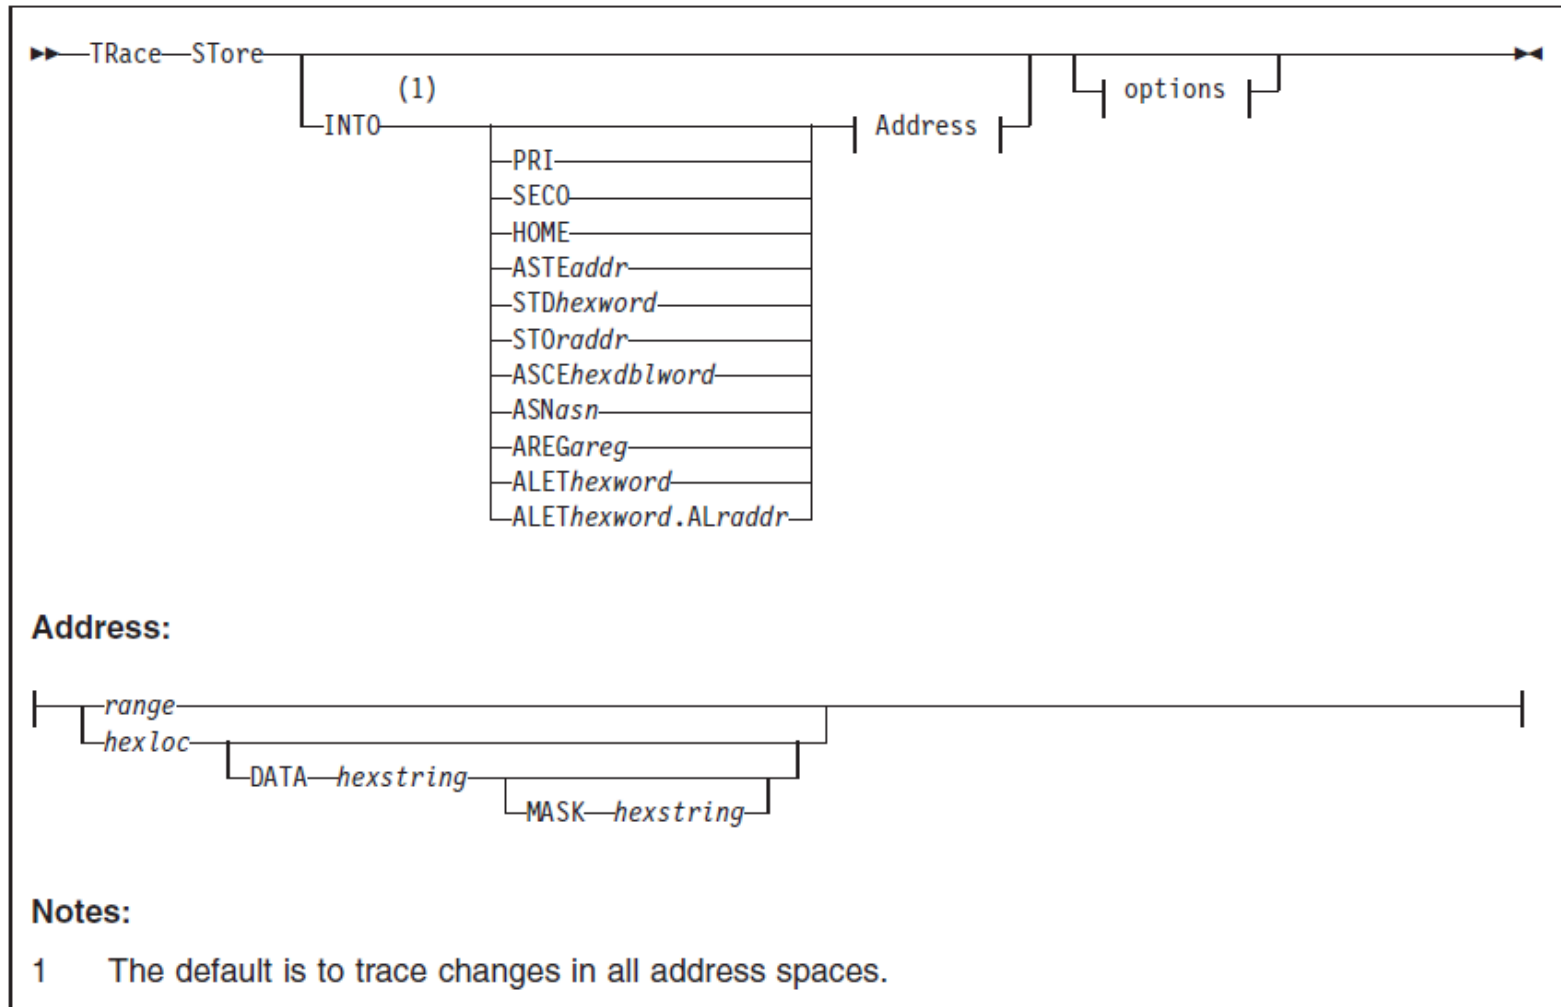 TRace STore
(1)
options
INTO Address
PRI
SECO
HOME
ASTEaddr
STDhexword
STOraddr
ASCEhexdblword
ASNasn
AREGareg
ALEThexword
ALEThexword.ALraddr
Address:
range
hexloc
DATA hexstring
MASK hexstring
Notes:
1 The default is to trace changes in all address spaces.